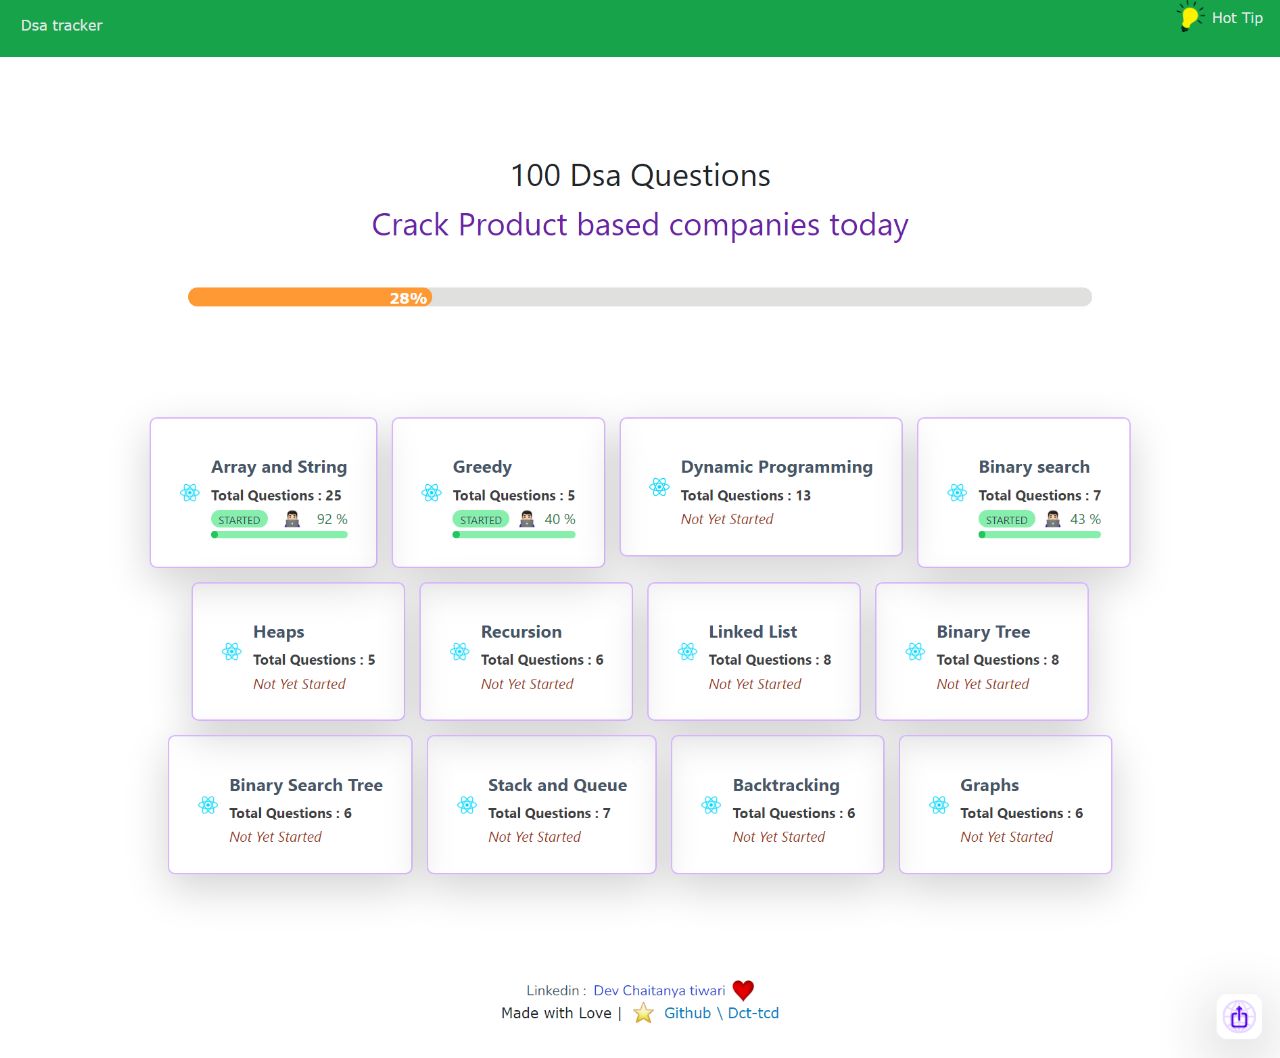 Dsa tracker
Hot Tip
100 Dsa Questions
Crack Product based companies today
28%
Array and String
Total Questions : 25
STARTED 92 %
Greedy
Total Questions : 5
STARTED 40 %
Dynamic Programming
Total Questions : 13
Not Yet Started
Binary search
Total Questions : 7
STARTED 43 %
Heaps
Total Questions : 5
Not Yet Started
Recursion
Total Questions : 6
Not Yet Started
Linked List
Total Questions : 8
Not Yet Started
Binary Tree
Total Questions : 8
Not Yet Started
Binary Search Tree
Total Questions : 6
Not Yet Started
Stack and Queue
Total Questions : 7
Not Yet Started
Backtracking
Total Questions : 6
Not Yet Started
Graphs
Total Questions : 6
Not Yet Started
Linkedin : Dev Chaitanya tiwari
Made with Love | Github \ Dct-tcd